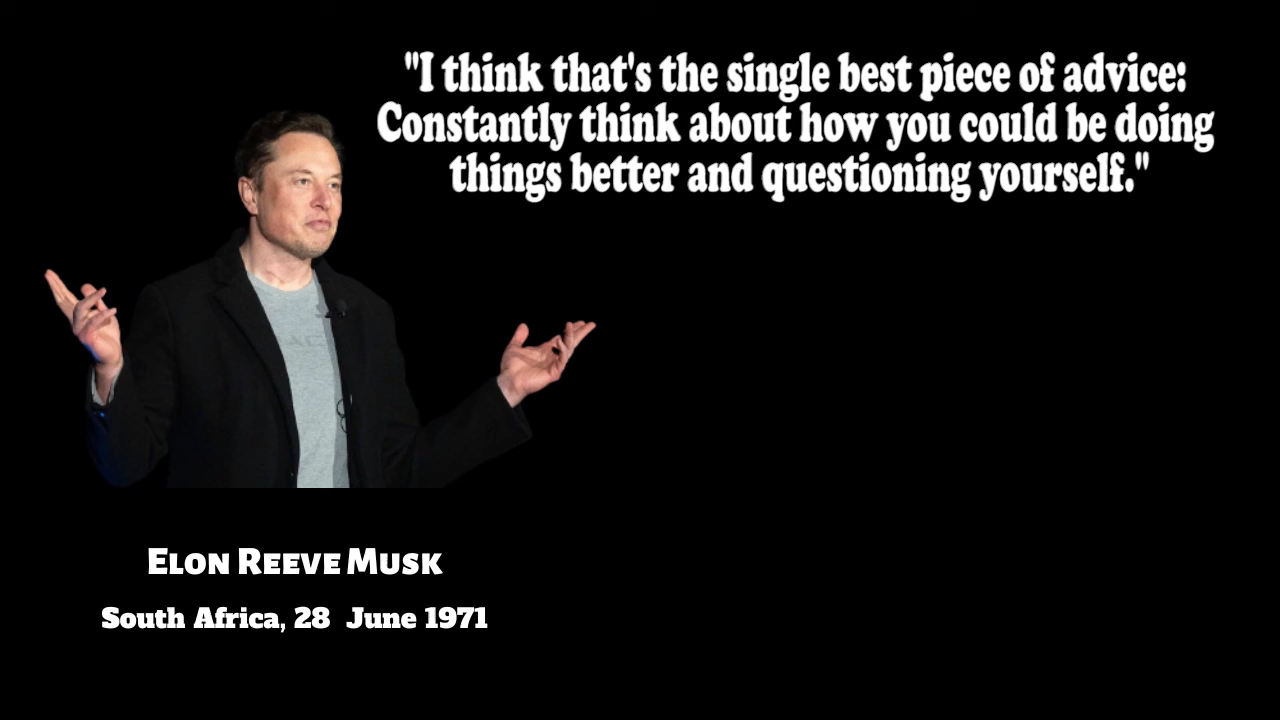 "I think that's the single best piece of advice:
Constantly think about how you could be doing
things better and questioning yourself."
Elon Reeve Musk
South Africa, 28 June 1971